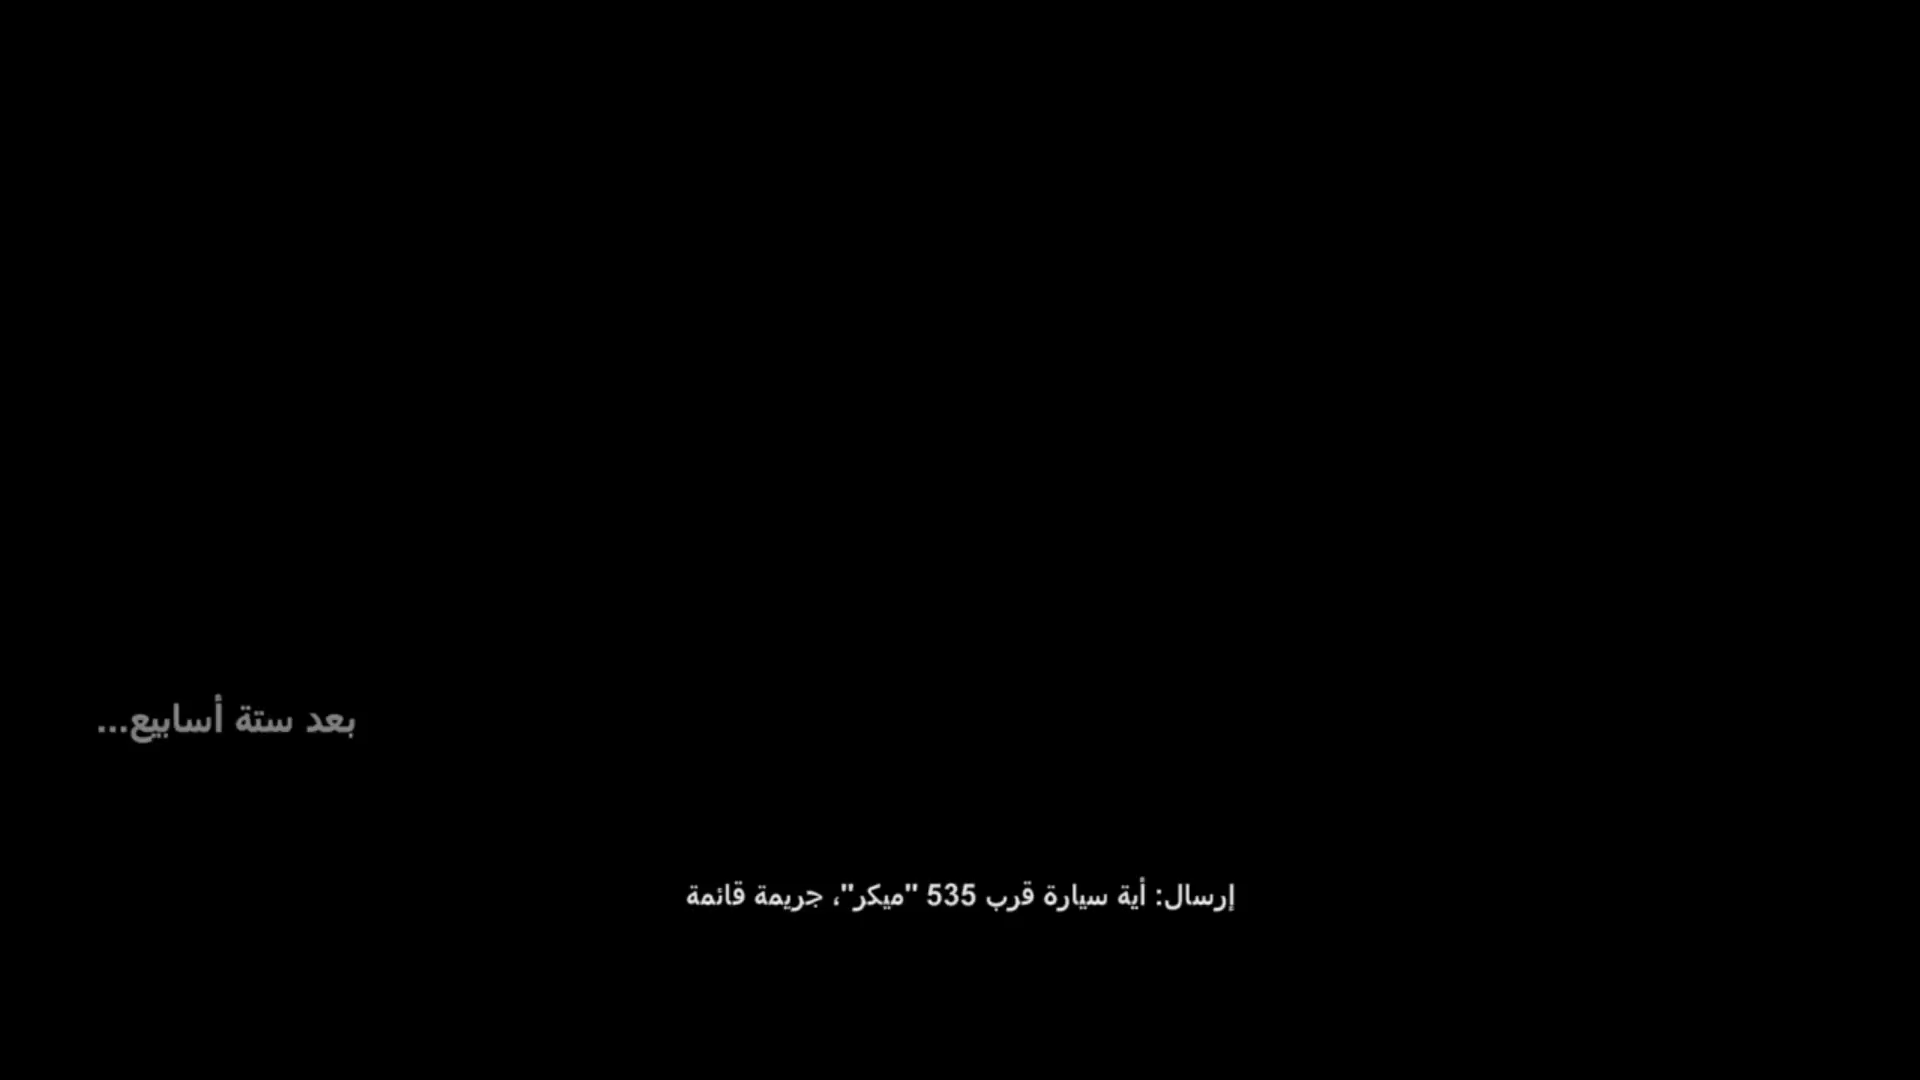 بعد ستة أسابيع...
إرسال: أية سيارة قرب 535 "ميكر"، جريمة قائمة